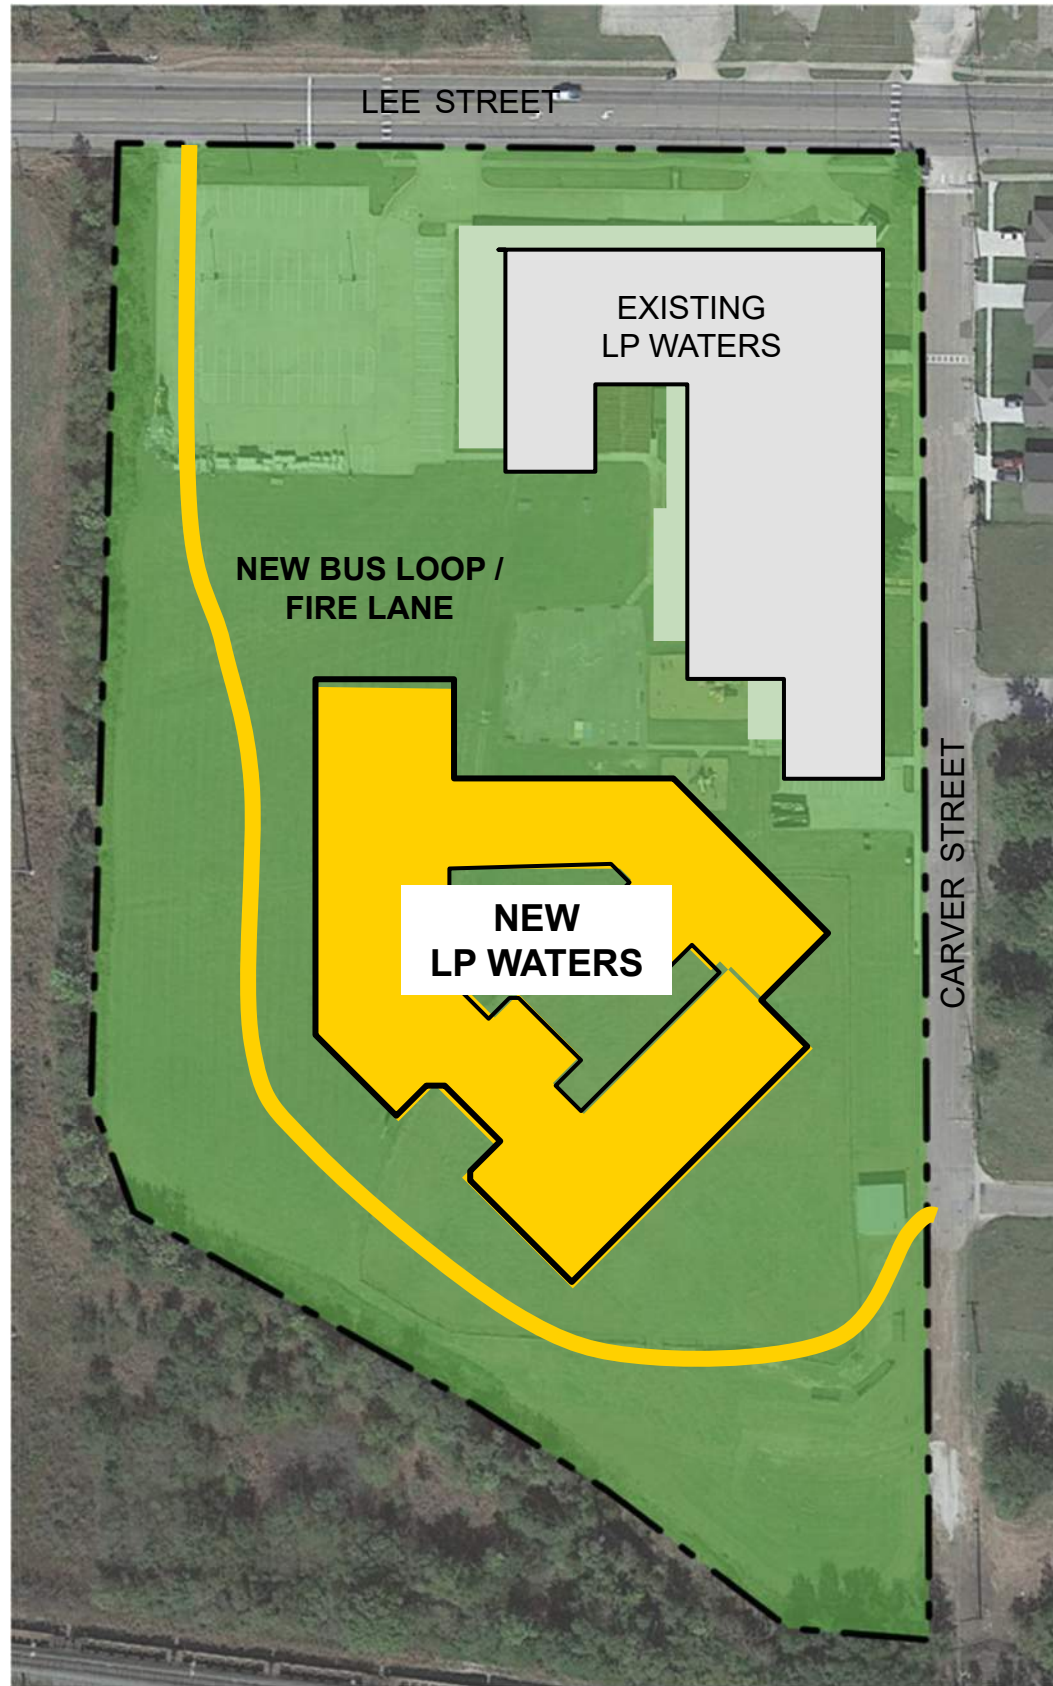 LEE STREET
EXISTING
LP WATERS
NEW BUS LOOP /
FIRE LANE
NEW
LP WATERS
CARVER STREET